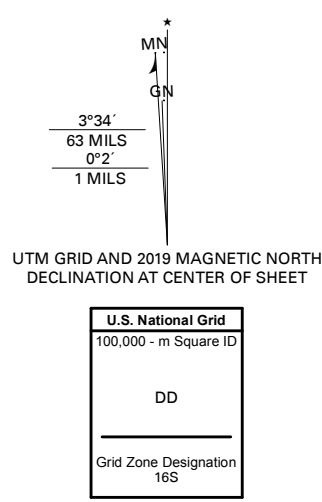 MN
GN
3°34´
63 MILS
0°2´
1 MILS
UTM GRID AND 2019 MAGNETIC NORTH
DECLINATION AT CENTER OF SHEET
U.S. National Grid
100,000 - m Square ID
DD
Grid Zone Designation
16S